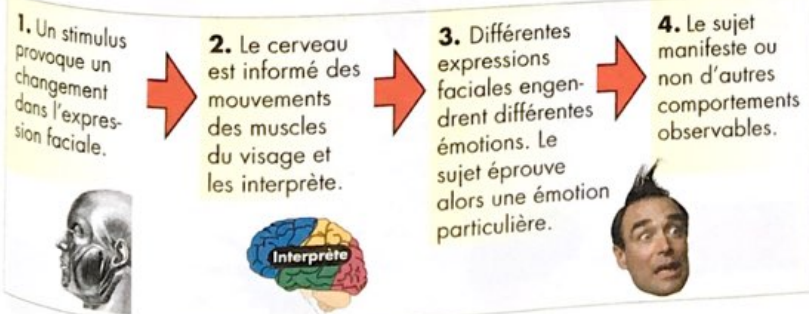 1. Un stimulus
provoque un
changement
dans l'expres-
sion faciale.
2. Le cerveau
est informé des
mouvements
des muscles
du visage et
les interprète.
Interprète
3. Différentes
expressions
faciales engen-
drent différentes
émotions. Le
sujet éprouve
alors une émotion
particulière.
4. Le sujet
manifeste ou
non d'autres
comportements
observables.